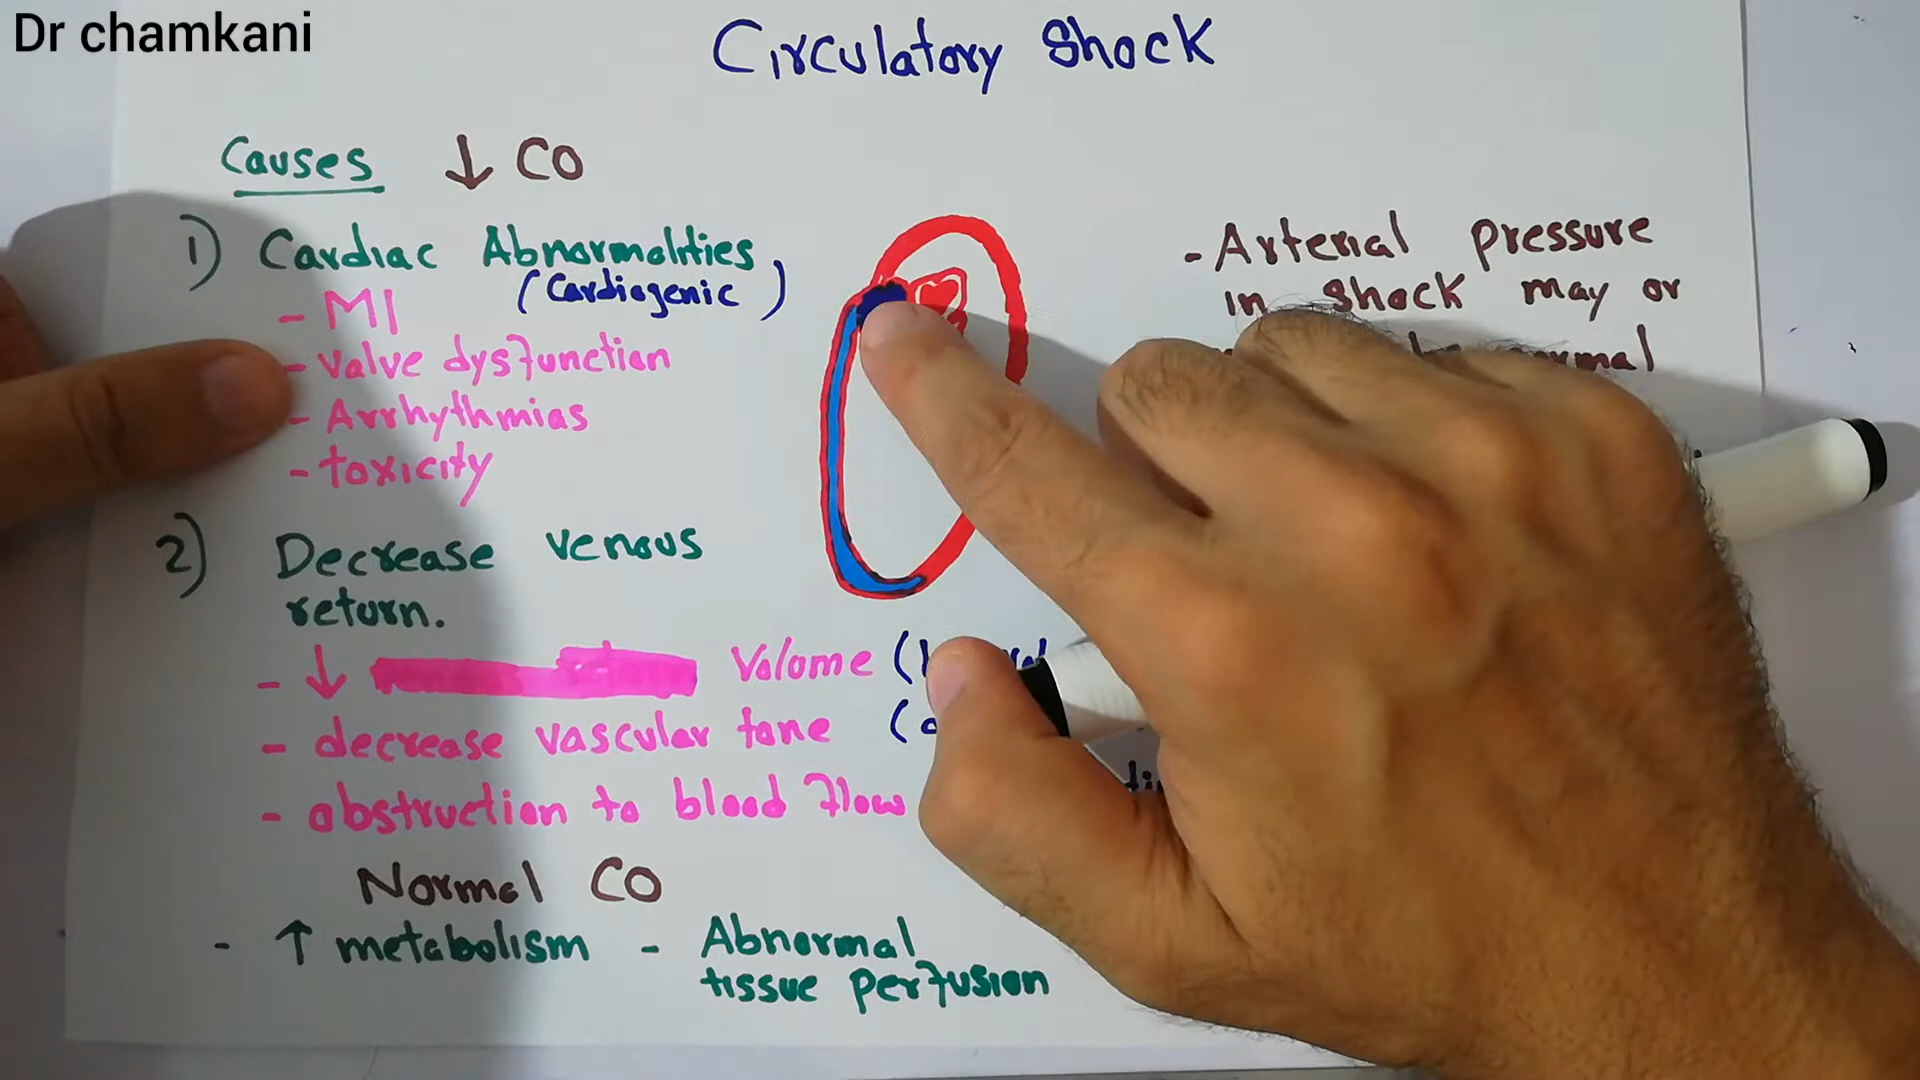 Dr chamkani
Circulatory Shock
Causes ↓ CO
1) Cardiac Abnormalities
(Cardiogenic)
- MI
- Valve dysfunction
- Arrhythmias
- toxicity
2) Decrease venous
return.
- ↓ Volume (
- decrease vascular tone (
- obstruction to blood flow
Normal CO
- ↑ metabolism - Abnormal
tissue perfusion
- Arterial pressure
in shock may or